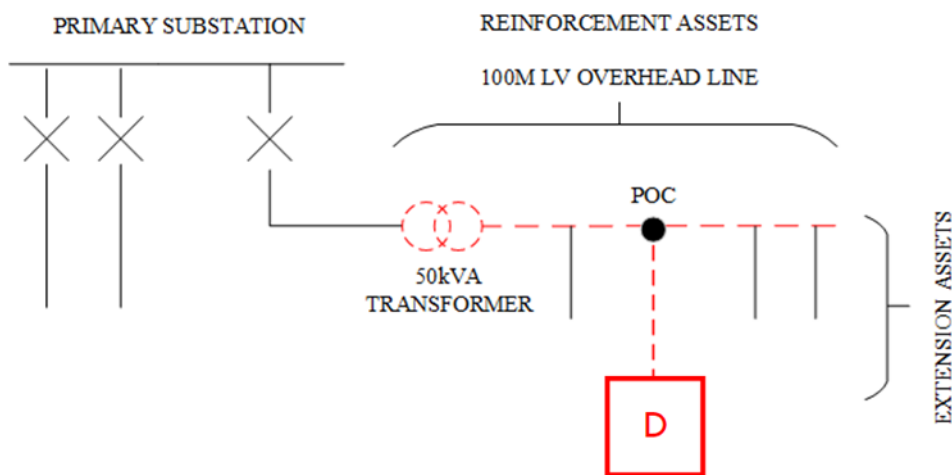 PRIMARY SUBSTATION
REINFORCEMENT ASSETS
100M LV OVERHEAD LINE
POC
50kVA
TRANSFORMER
EXTENSION ASSETS
D